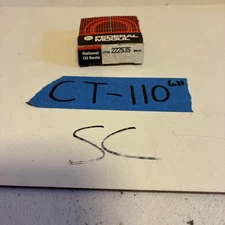 FEDERAL
MOGUL
National
Oil Seals
222535
CT-110
SC